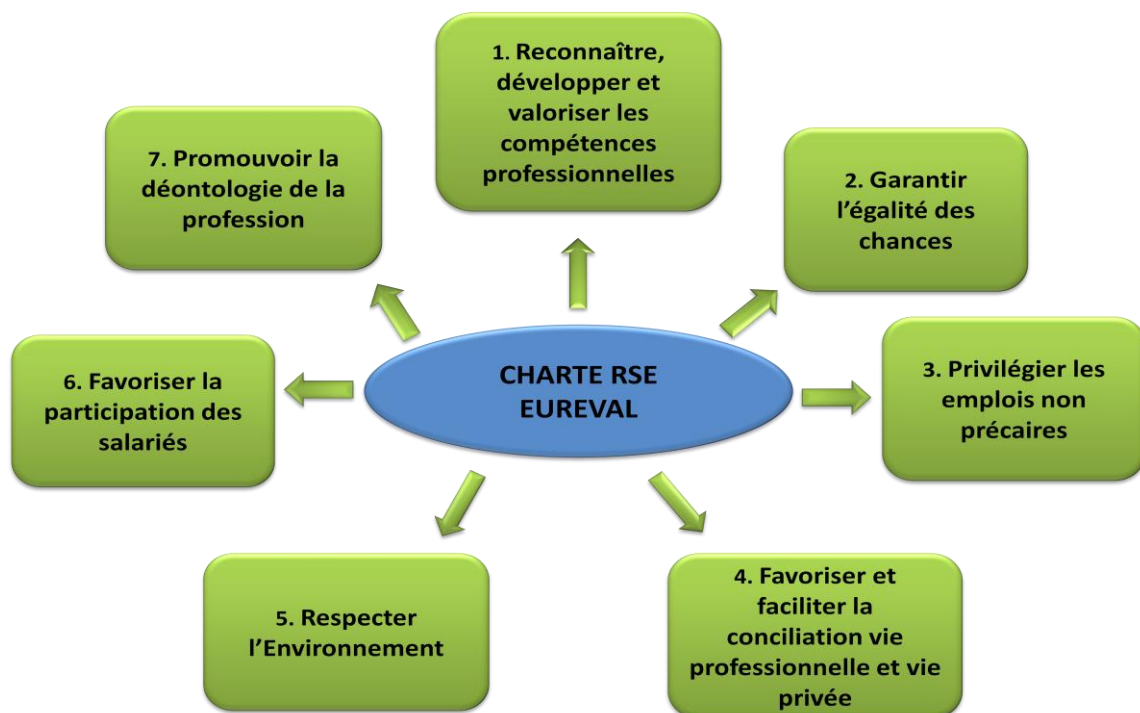 1. Reconnaître,
développer et
valoriser les
compétences
professionnelles
2. Garantir
l’égalité des
chances
3. Privilégier les
emplois non
précaires
4. Favoriser et
faciliter la
conciliation vie
professionnelle et vie
privée
5. Respecter
l’Environnement
6. Favoriser la
participation des
salariés
7. Promouvoir la
déontologie de la
profession
CHARTE RSE
EUREVAL